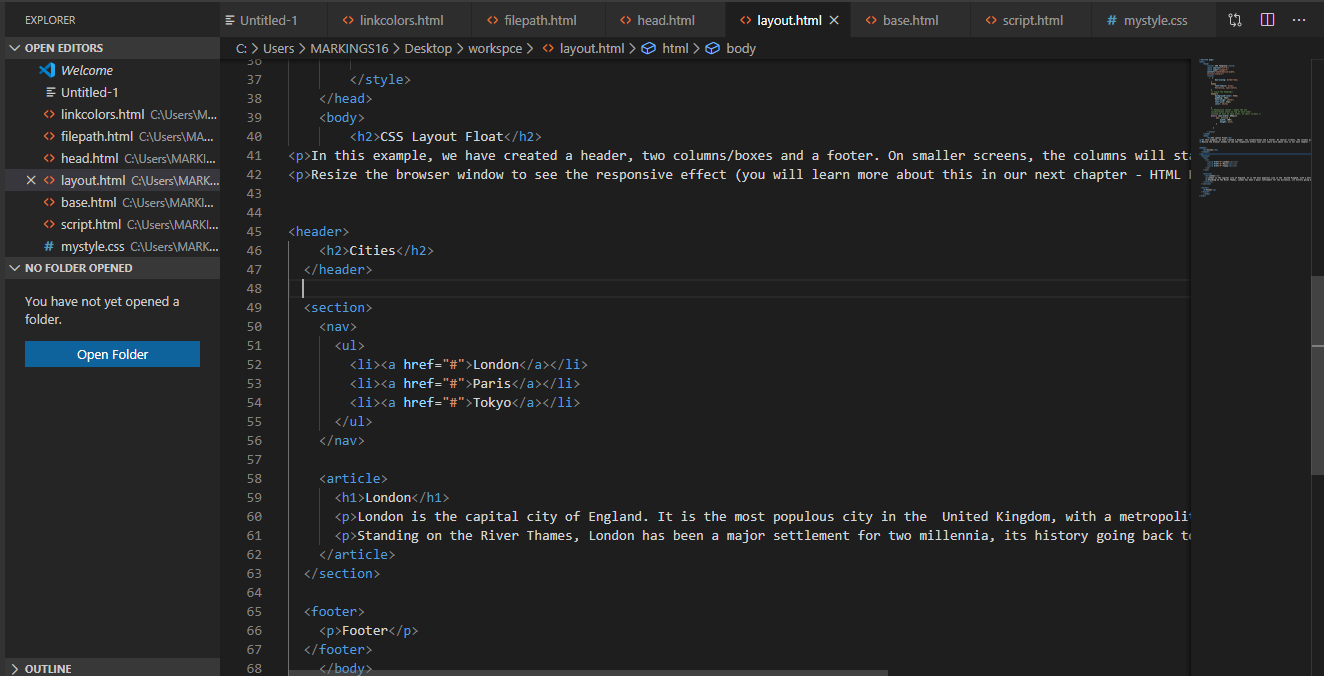 EXPLORER
OPEN EDITORS
Welcome
Untitled-1
linkcolors.html C:\Users\M...
filepath.html C:\Users\MA...
head.html C:\Users\MARKI...
layout.html C:\Users\MARK...
base.html C:\Users\MARKI...
script.html C:\Users\MARKI...
mystyle.css C:\Users\MARK...
NO FOLDER OPENED
You have not yet opened a
folder.
Open Folder
OUTLINE
Untitled-1 linkcolors.html filepath.html head.html layout.html base.html script.html mystyle.css
C: > Users > MARKINGS16 > Desktop > workspce > layout.html > html > body
36
37 </style>
38 </head>
39 <body>
40 <h2>CSS Layout Float</h2>
41 <p>In this example, we have created a header, two columns/boxes and a footer. On smaller screens, the columns will
42 <p>Resize the browser window to see the responsive effect (you will learn more about this in our next chapter - HTML
43
44
45 <header>
46 <h2>Cities</h2>
47 </header>
48
49 <section>
50 <nav>
51 <ul>
52 <li><a href="#">London</a></li>
53 <li><a href="#">Paris</a></li>
54 <li><a href="#">Tokyo</a></li>
55 </ul>
56 </nav>
57
58 <article>
59 <h1>London</h1>
60 <p>London is the capital city of England. It is the most populous city in the  United Kingdom, with a metropolit
61 <p>Standing on the River Thames, London has been a major settlement for two millennia, its history going back
62 </article>
63 </section>
64
65 <footer>
66 <p>Footer</p>
67 </footer>
68 </body>